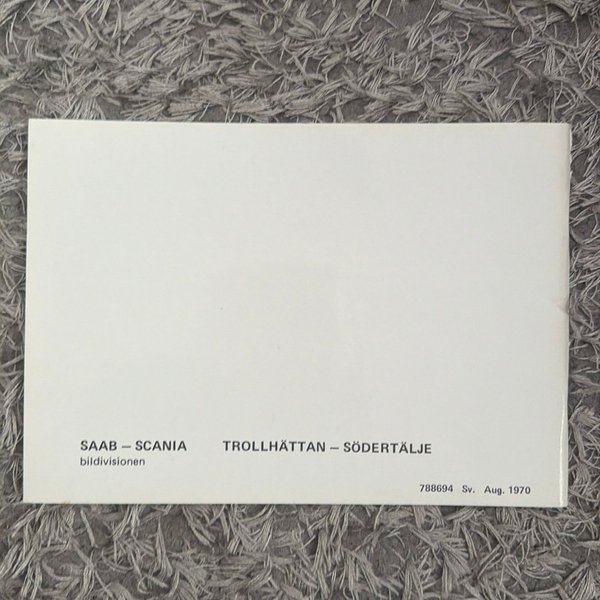 SAAB – SCANIA TROLLHÄTTAN – SÖDERTÄLJE
bildivisionen
788694 Sv. Aug. 1970